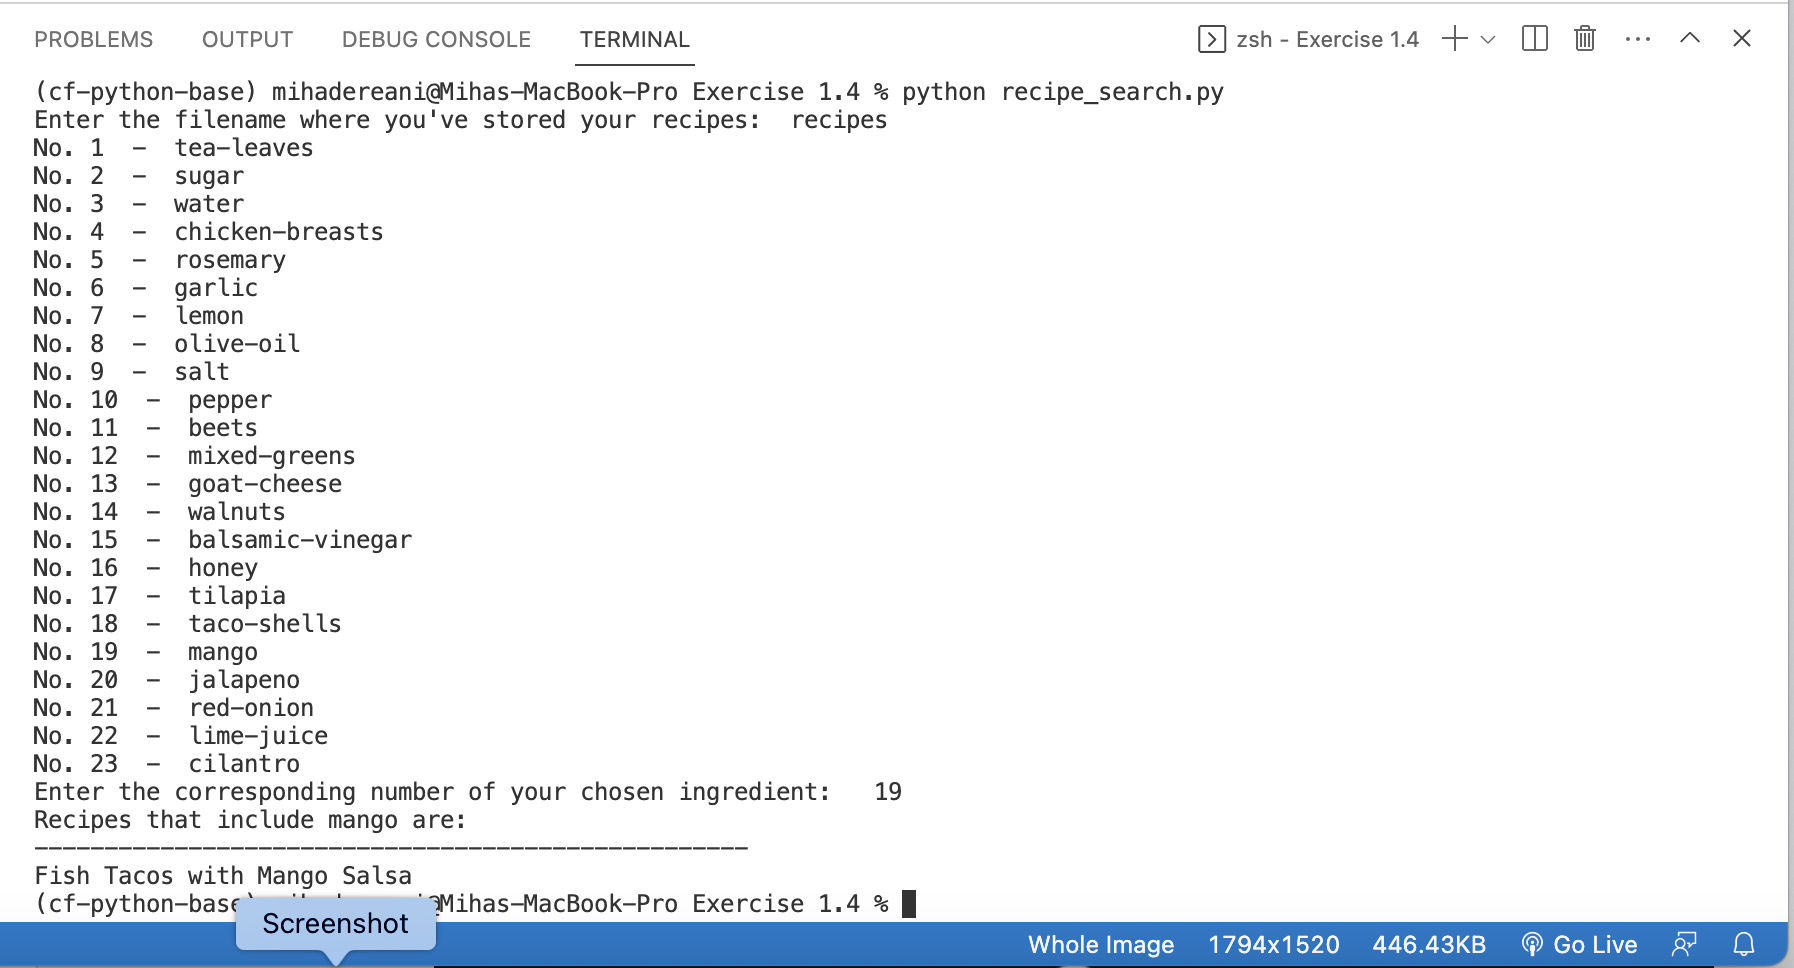 PROBLEMS OUTPUT DEBUG CONSOLE TERMINAL zsh - Exercise 1.4
(cf-python-base) mihadereani@Mihas-MacBook-Pro Exercise 1.4 % python recipe_search.py
Enter the filename where you've stored your recipes:  recipes
No. 1  -  tea-leaves
No. 2  -  sugar
No. 3  -  water
No. 4  -  chicken-breasts
No. 5  -  rosemary
No. 6  -  garlic
No. 7  -  lemon
No. 8  -  olive-oil
No. 9  -  salt
No. 10  -  pepper
No. 11  -  beets
No. 12  -  mixed-greens
No. 13  -  goat-cheese
No. 14  -  walnuts
No. 15  -  balsamic-vinegar
No. 16  -  honey
No. 17  -  tilapia
No. 18  -  taco-shells
No. 19  -  mango
No. 20  -  jalapeno
No. 21  -  red-onion
No. 22  -  lime-juice
No. 23  -  cilantro
Enter the corresponding number of your chosen ingredient:   19
Recipes that include mango are:
---------------------------------------------------
Fish Tacos with Mango Salsa
(cf-python-base) @Mihas-MacBook-Pro Exercise 1.4 %
Screenshot
Whole Image 1794x1520 446.43KB Go Live